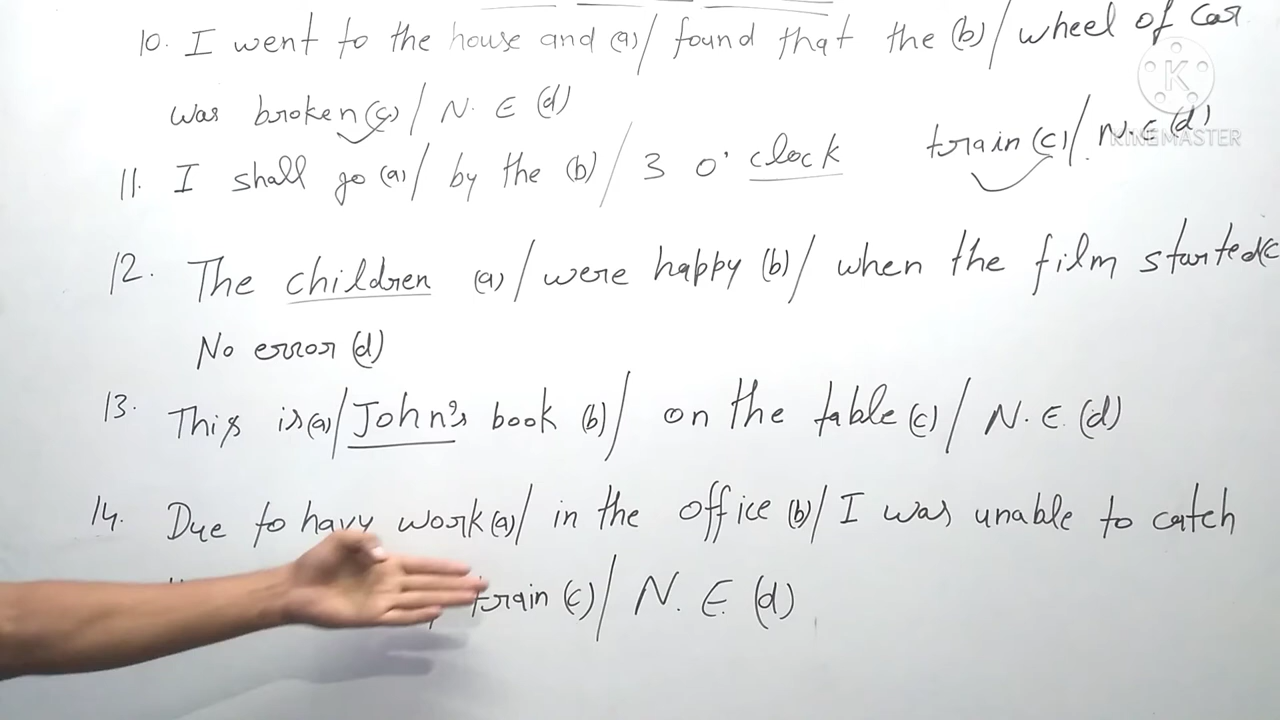 10. I went to the house and (a)/ found that the (b)/ wheel of car
was broken (c)/ N. E (d)
11. I shall go (a)/ by the (b)/ 3 o' clock train (c)/ N.E (d)
12. The children (a)/ were happy (b)/ when the film started (c
No error (d)
13. This is (a)/ John's book (b)/ on the table (c)/ N. E. (d)
14. Due to havy work (a)/ in the office (b)/ I was unable to catch
train (c)/ N. E. (d)
K
KINEMASTER